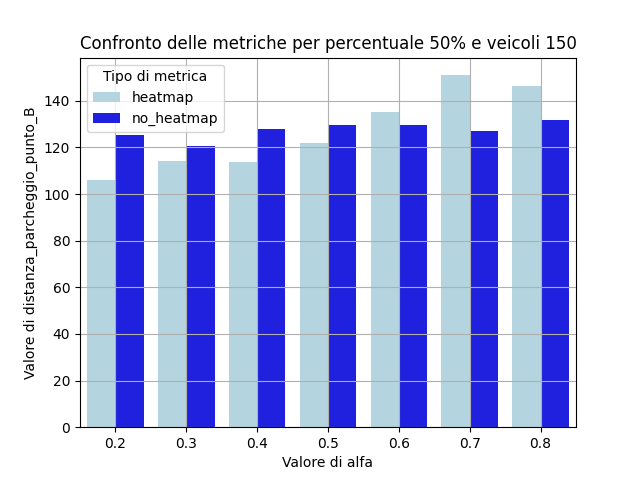 Confronto delle metriche per percentuale 50% e veicoli 150
Tipo di metrica
heatmap
no_heatmap
Valore di distanza_parcheggio_punto_B
140
120
100
80
60
40
20
0
0.2 0.3 0.4 0.5 0.6 0.7 0.8
Valore di alfa